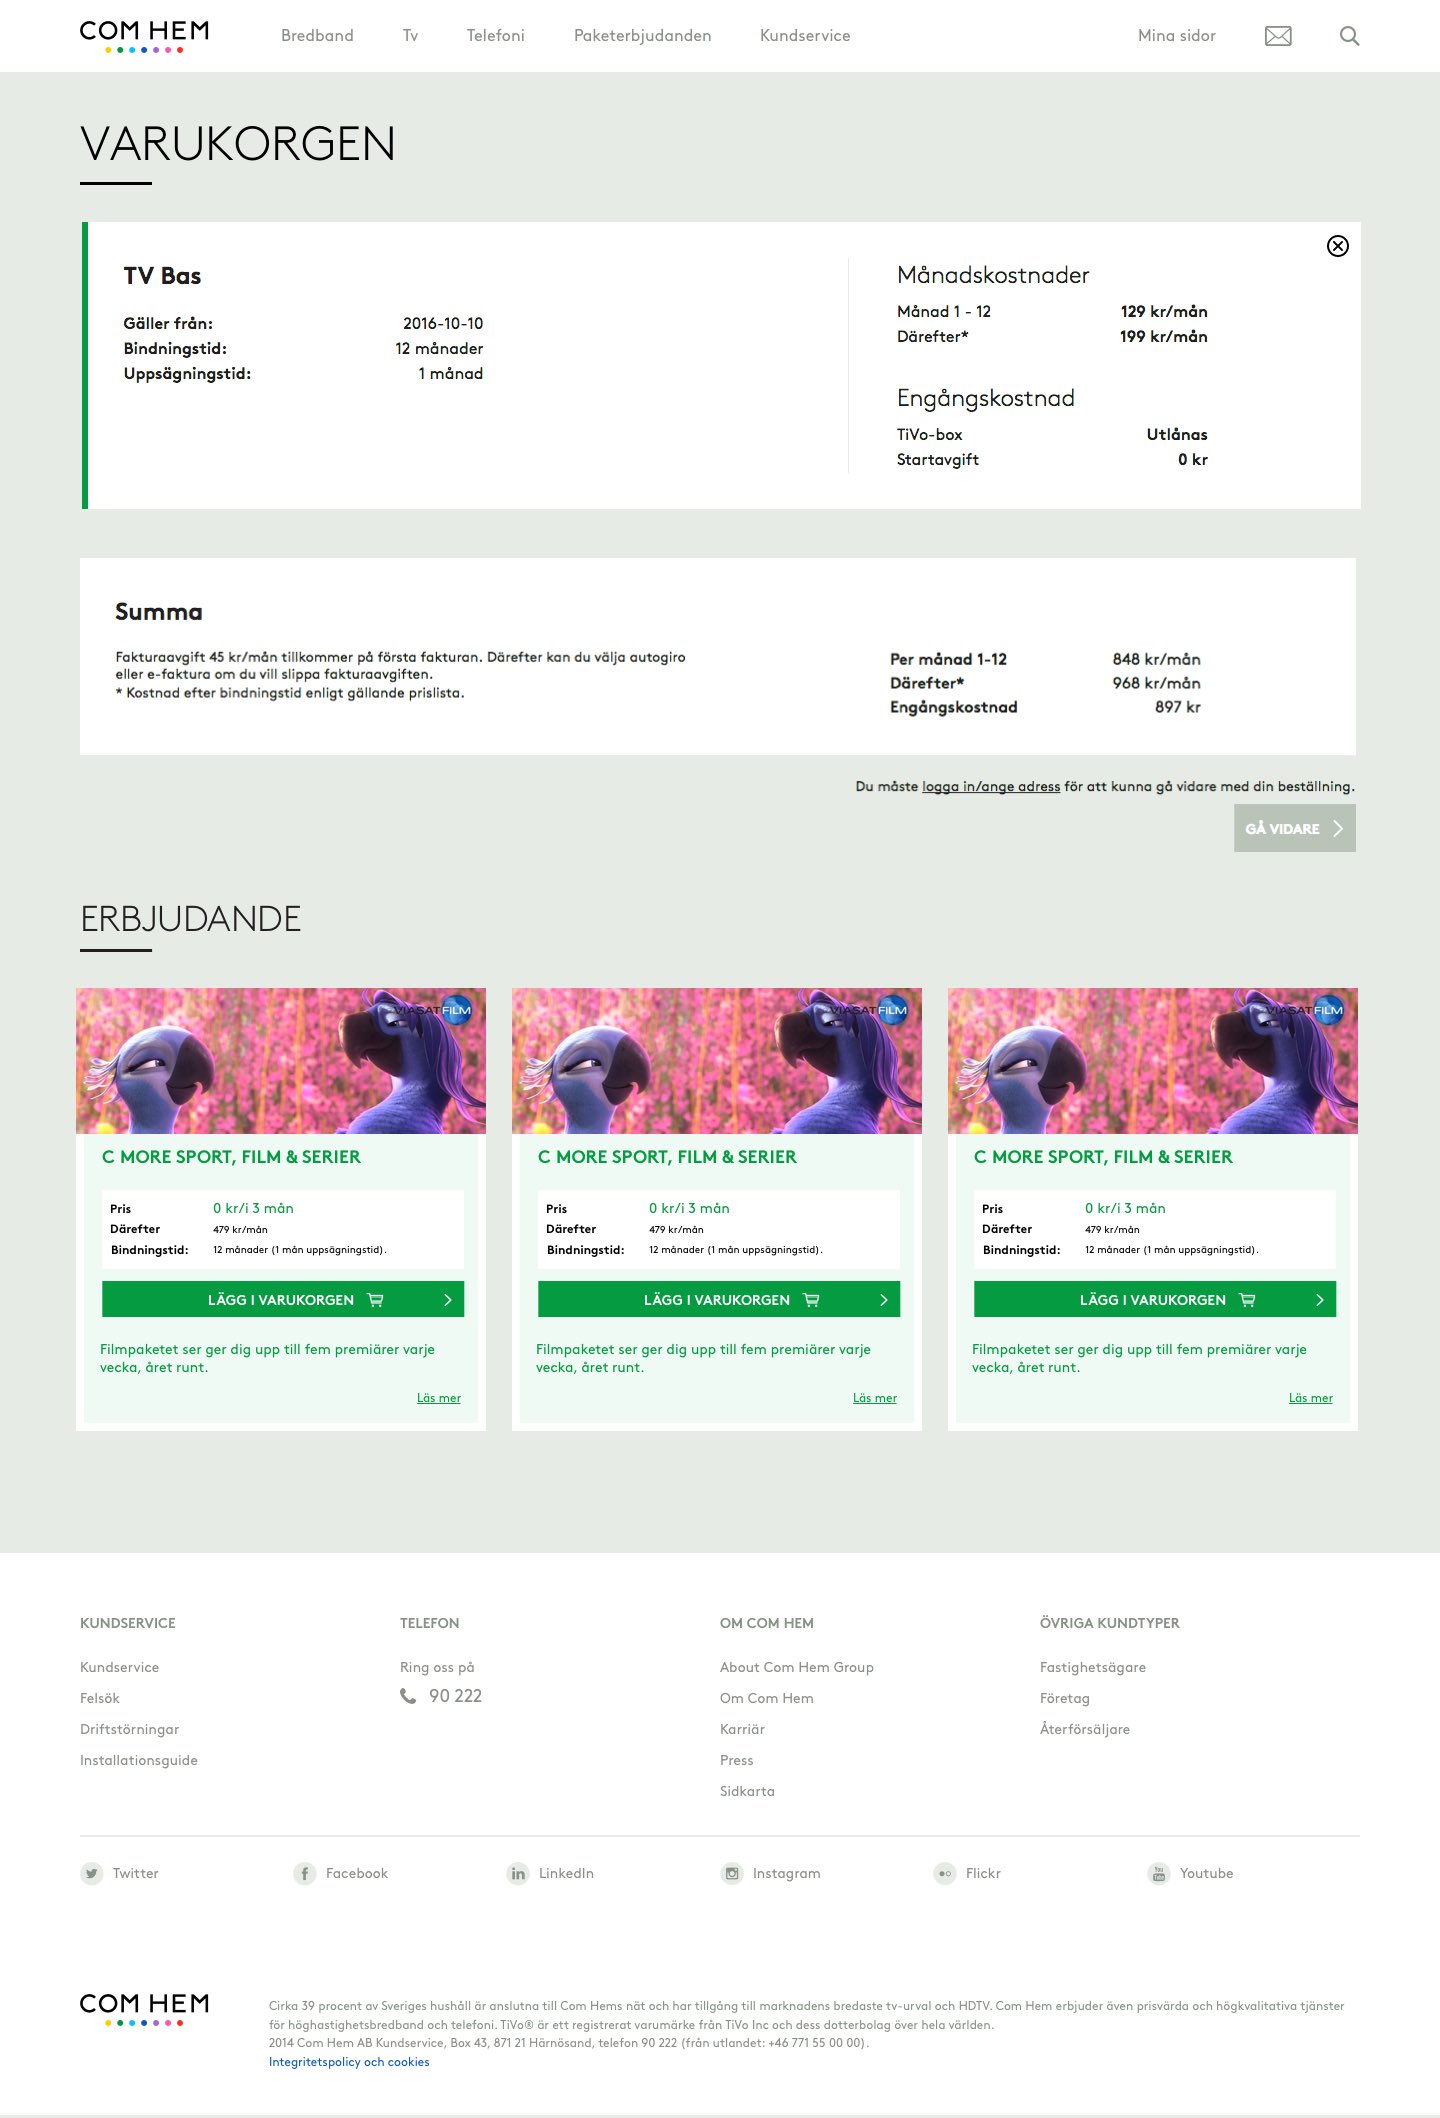 COM HEM
Bredband Tv Telefoni Paketerbjudanden Kundservice Mina sidor
VARUKORGEN
TV Bas
Gäller från: 2016-10-10
Bindningstid: 12 månader
Uppsägningstid: 1 månad
Månadskostnader
Månad 1 - 12 129 kr/mån
Därefter* 199 kr/mån
Engångskostnad
TiVo-box Utlånas
Startavgift 0 kr
Summa
Fakturaavgift 45 kr/mån tillkommer på första fakturan. Därefter kan du välja autogiro
eller e-faktura om du vill slippa fakturaavgiften.
* Kostnad efter bindningstid enligt gällande prislista.
Per månad 1-12 848 kr/mån
Därefter* 968 kr/mån
Engångskostnad 897 kr
Du måste logga in/ange adress för att kunna gå vidare med din beställning.
GÅ VIDARE
ERBJUDANDE
VIASAT FILM
C MORE SPORT, FILM & SERIER
Pris 0 kr/i 3 mån
Därefter 479 kr/mån
Bindningstid: 12 månader (1 mån uppsägningstid).
LÄGG I VARUKORGEN
Filmpaketet ser ger dig upp till fem premiärer varje
vecka, året runt.
Läs mer
VIASAT FILM
C MORE SPORT, FILM & SERIER
Pris 0 kr/i 3 mån
Därefter 479 kr/mån
Bindningstid: 12 månader (1 mån uppsägningstid).
LÄGG I VARUKORGEN
Filmpaketet ser ger dig upp till fem premiärer varje
vecka, året runt.
Läs mer
VIASAT FILM
C MORE SPORT, FILM & SERIER
Pris 0 kr/i 3 mån
Därefter 479 kr/mån
Bindningstid: 12 månader (1 mån uppsägningstid).
LÄGG I VARUKORGEN
Filmpaketet ser ger dig upp till fem premiärer varje
vecka, året runt.
Läs mer
KUNDSERVICE
Kundservice
Felsök
Driftstörningar
Installationsguide
TELEFON
Ring oss på
90 222
OM COM HEM
About Com Hem Group
Om Com Hem
Karriär
Press
Sidkarta
ÖVRIGA KUNDTYPER
Fastighetsägare
Företag
Återförsäljare
Twitter Facebook LinkedIn Instagram Flickr Youtube
COM HEM
Cirka 39 procent av Sveriges hushåll är anslutna till Com Hems nät och har tillgång till marknadens bredaste tv-urval och HDTV. Com Hem erbjuder även prisvärda och högkvalitativa tjänster
för höghastighetsbredband och telefoni. TiVo® är ett registrerat varumärke från TiVo Inc och dess dotterbolag över hela världen.
2014 Com Hem AB Kundservice, Box 43, 871 21 Härnösand, telefon 90 222 (från utlandet: +46 771 55 00 00).
Integritetspolicy och cookies